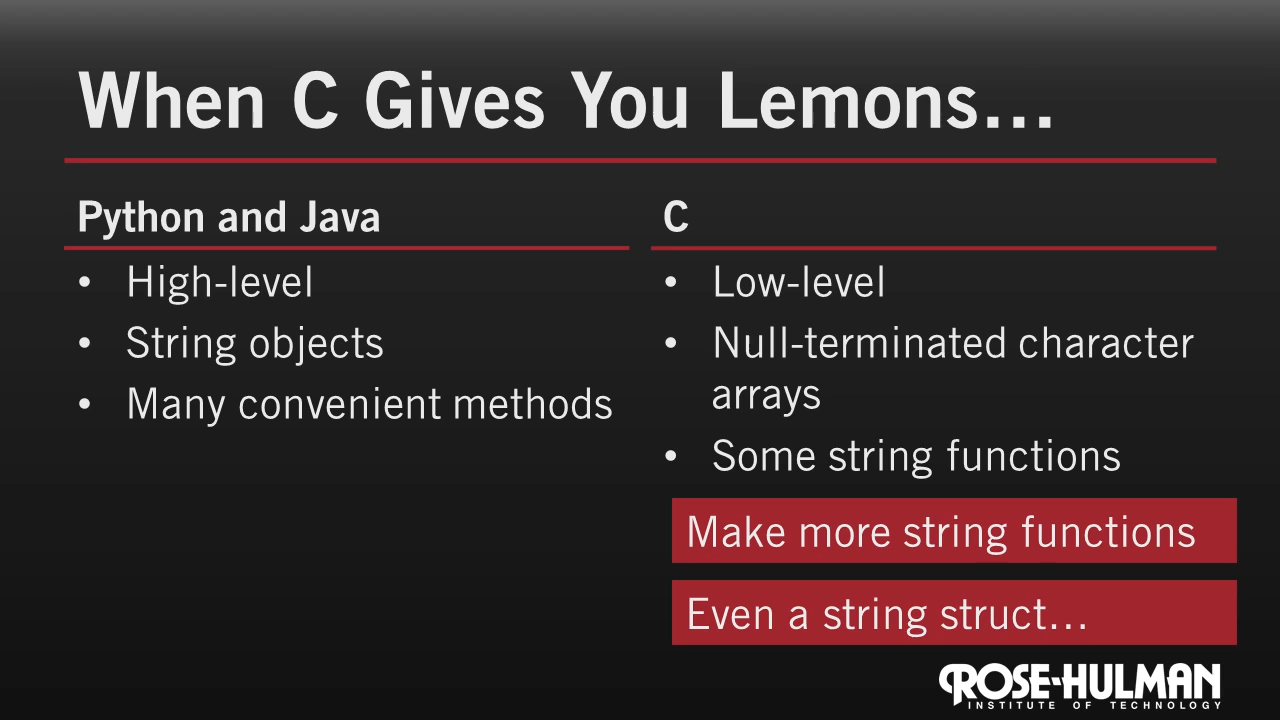 When C Gives You Lemons…
Python and Java
• High-level
• String objects
• Many convenient methods
C
• Low-level
• Null-terminated character
arrays
• Some string functions
Make more string functions
Even a string struct…
ROSE-HULMAN
INSTITUTE OF TECHNOLOGY